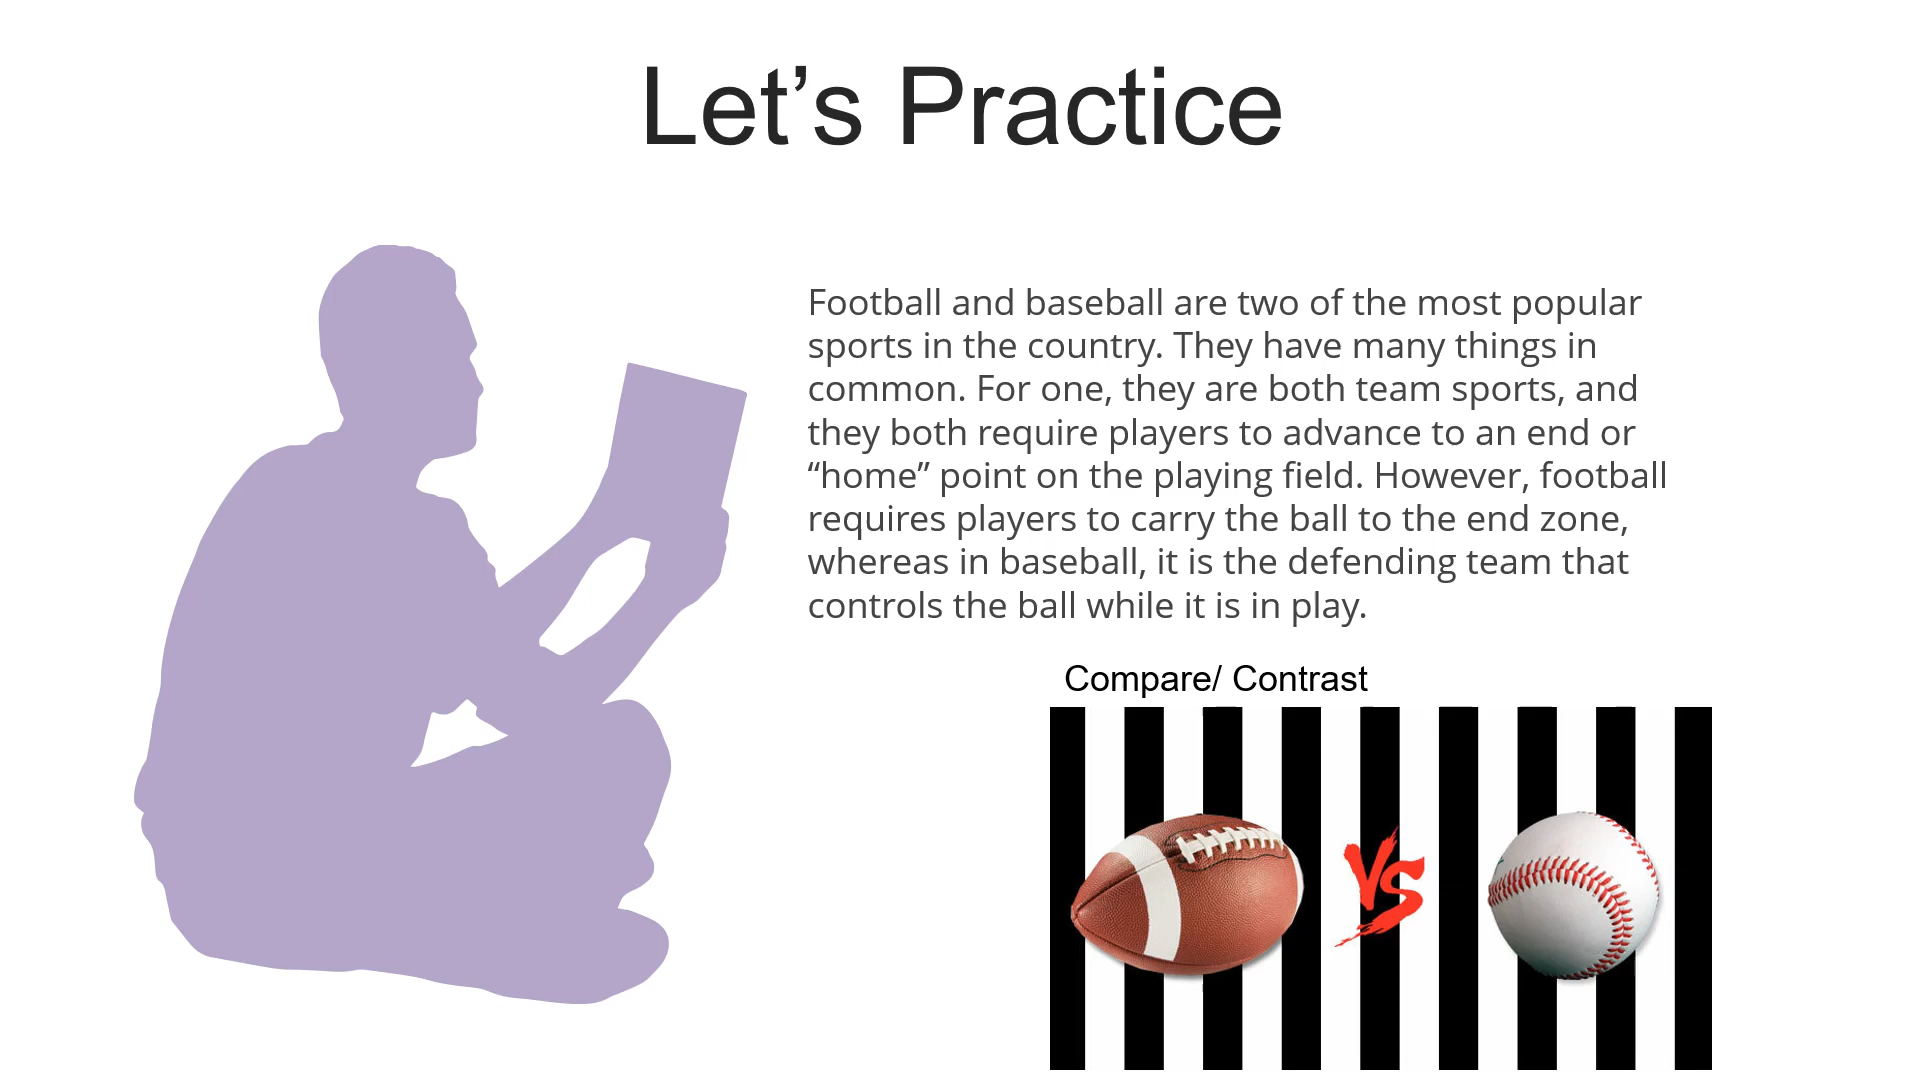 Let’s Practice
Football and baseball are two of the most popular
sports in the country. They have many things in
common. For one, they are both team sports, and
they both require players to advance to an end or
“home” point on the playing field. However, football
requires players to carry the ball to the end zone,
whereas in baseball, it is the defending team that
controls the ball while it is in play.
Compare/ Contrast
VS